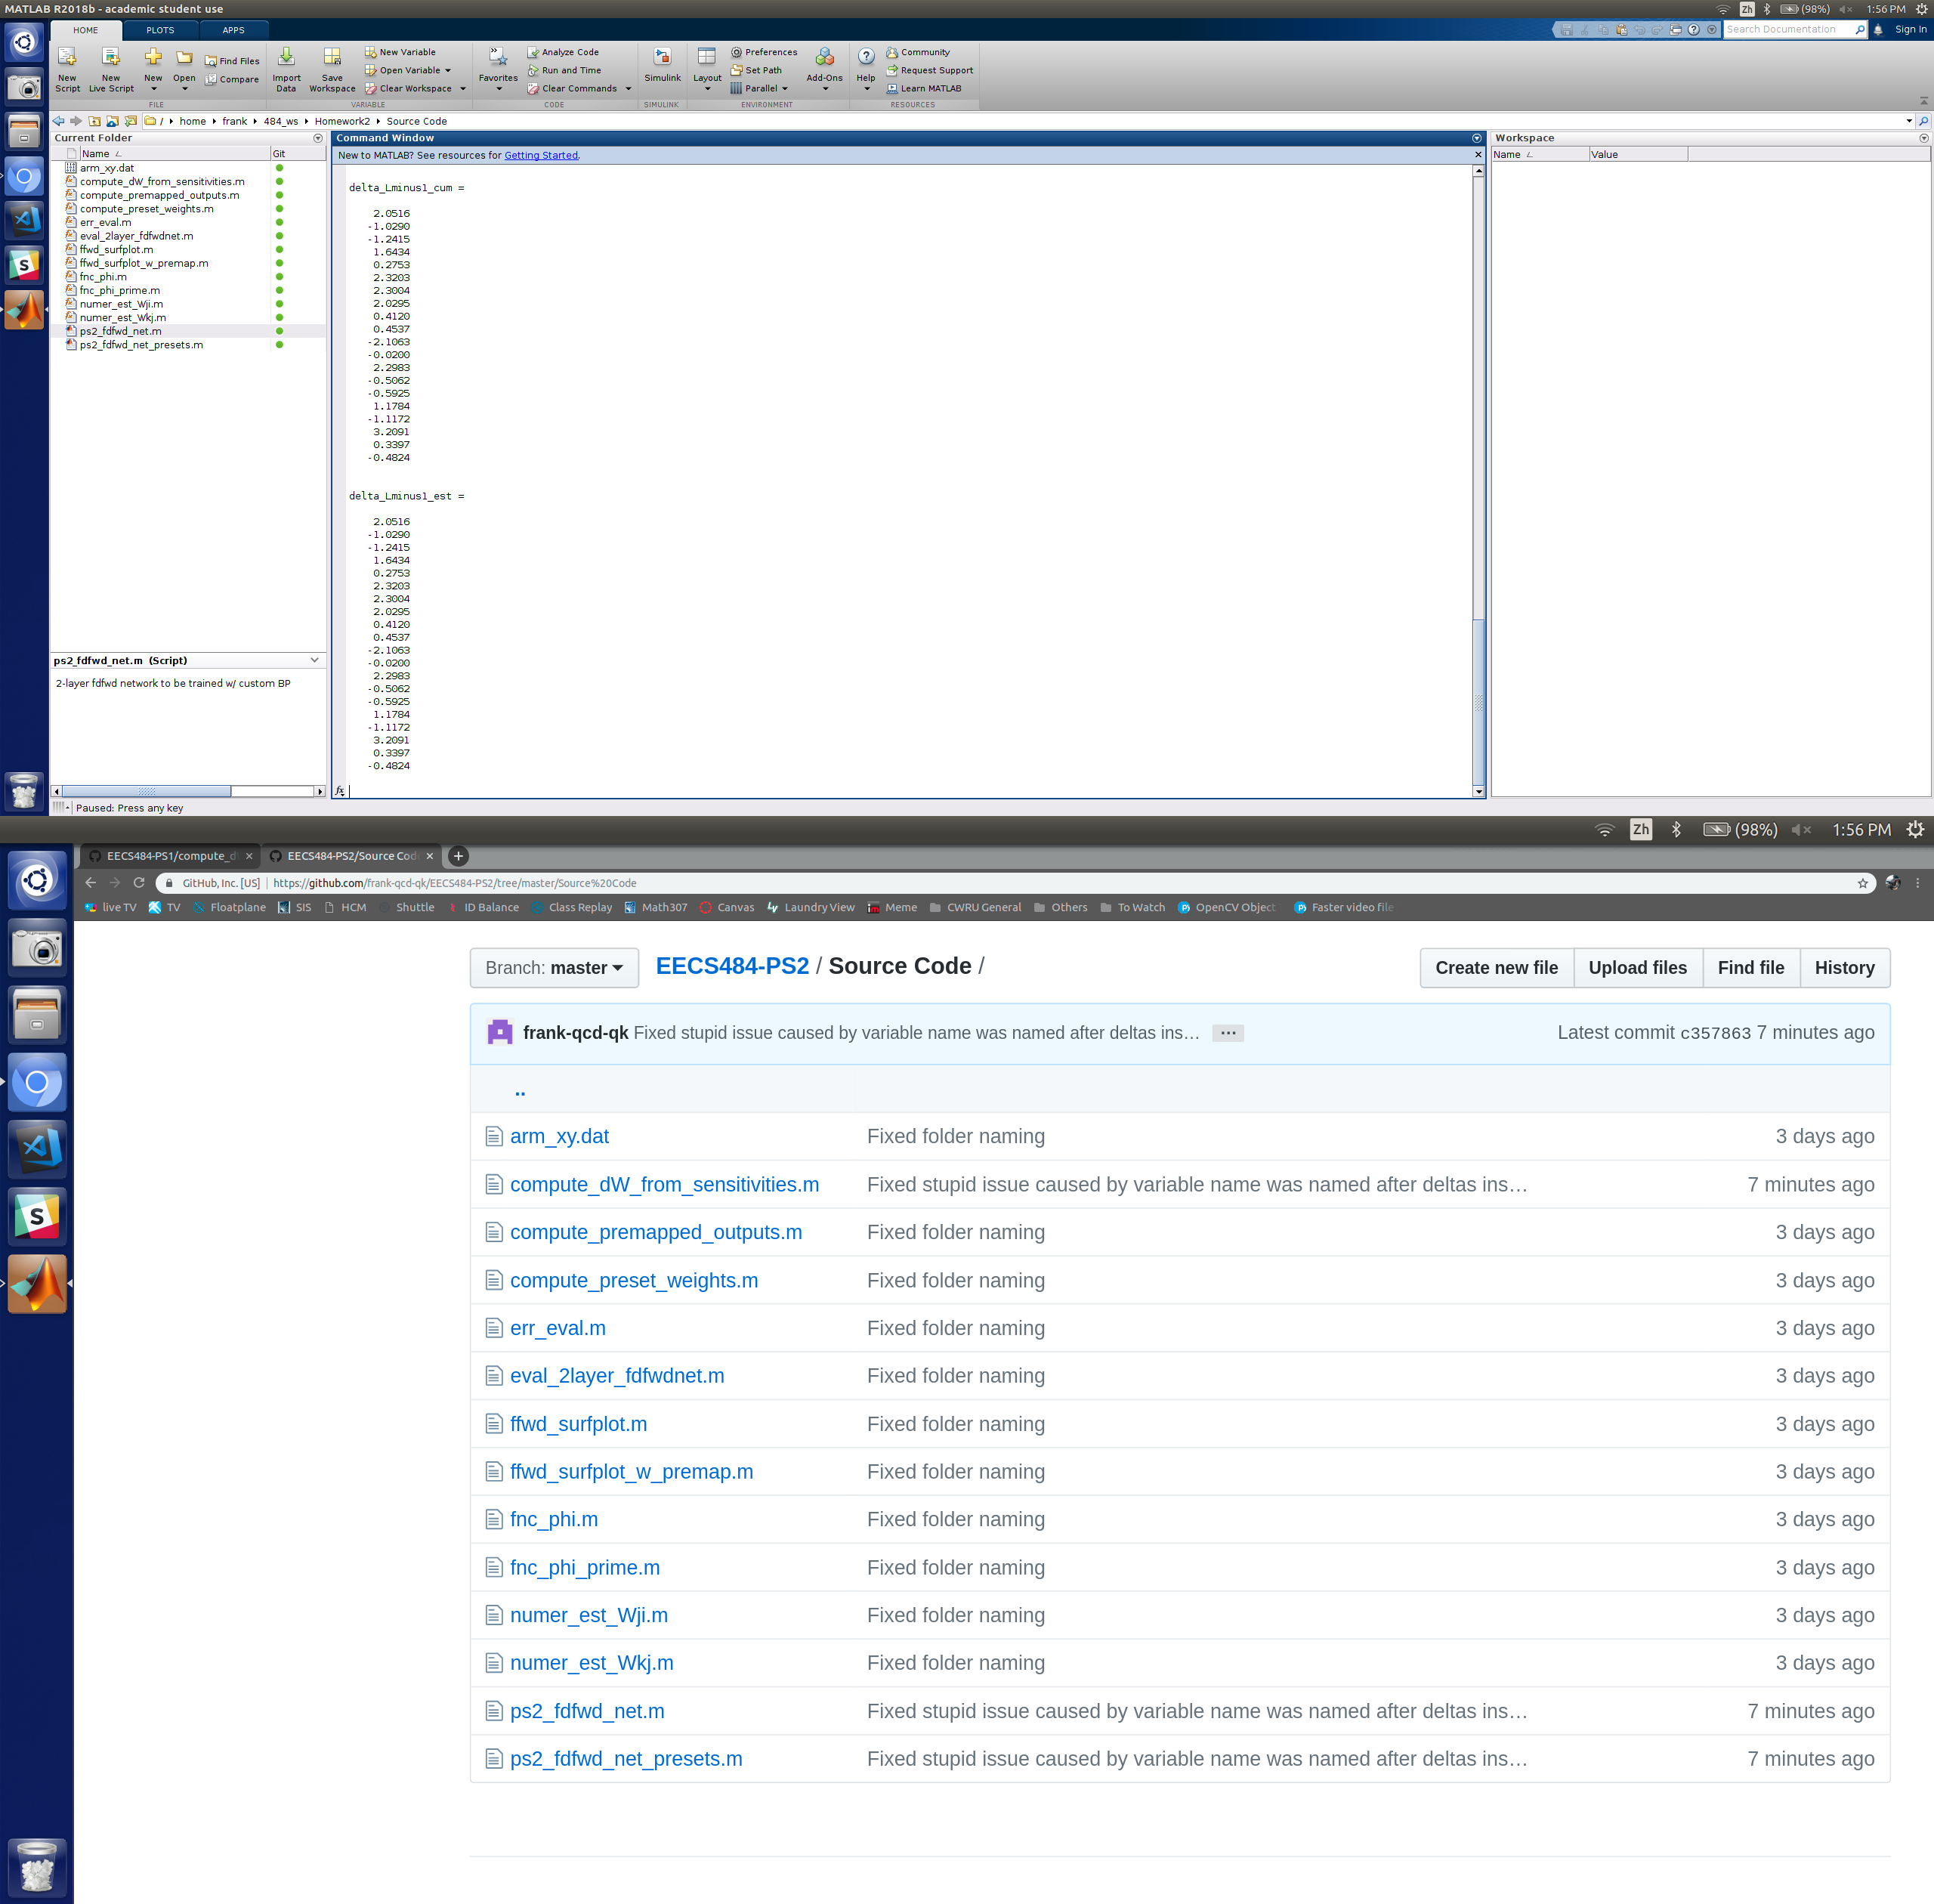 MATLAB R2018b - academic student use
Zh (98%) 1:56 PM
HOME PLOTS APPS
Search Documentation Sign In
New Script New Live Script New Open Find Files Compare Import Data Save Workspace New Variable Open Variable Clear Workspace Favorites Analyze Code Run and Time Clear Commands Simulink Layout Preferences Set Path Parallel Add-Ons Help Community Request Support Learn MATLAB
FILE VARIABLE CODE SIMULINK ENVIRONMENT RESOURCES
/ home frank 484_ws Homework2 Source Code
Current Folder
Name Git
arm_xy.dat
compute_dW_from_sensitivities.m
compute_premapped_outputs.m
compute_preset_weights.m
err_eval.m
eval_2layer_fdfwdnet.m
ffwd_surfplot.m
ffwd_surfplot_w_premap.m
fnc_phi.m
fnc_phi_prime.m
numer_est_Wji.m
numer_est_Wkj.m
ps2_fdfwd_net.m
ps2_fdfwd_net_presets.m
ps2_fdfwd_net.m (Script)
2-layer fdfwd network to be trained w/ custom BP
Paused: Press any key
Command Window
New to MATLAB? See resources for Getting Started.
delta_Lminus1_cum =
2.0516
-1.0290
-1.2415
1.6434
0.2753
2.3203
2.3004
2.0295
0.4120
0.4537
-2.1063
-0.0200
2.2983
-0.5062
-0.5925
1.1784
-1.1172
3.2091
0.3397
-0.4824
delta_Lminus1_est =
2.0516
-1.0290
-1.2415
1.6434
0.2753
2.3203
2.3004
2.0295
0.4120
0.4537
-2.1063
-0.0200
2.2983
-0.5062
-0.5925
1.1784
-1.1172
3.2091
0.3397
-0.4824
fx
Workspace
Name Value
Zh (98%) 1:56 PM
EECS484-PS1/compute_d EECS484-PS2/Source Cod
GitHub, Inc. [US] | https://github.com/frank-qcd-qk/EECS484-PS2/tree/master/Source%20Code
live TV TV Floatplane SIS HCM Shuttle ID Balance Class Replay Math307 Canvas Laundry View Meme CWRU General Others To Watch OpenCV Object Faster video file
Branch: master EECS484-PS2 / Source Code / Create new file Upload files Find file History
frank-qcd-qk Fixed stupid issue caused by variable name was named after deltas ins… ... Latest commit c357863 7 minutes ago
..
arm_xy.dat Fixed folder naming 3 days ago
compute_dW_from_sensitivities.m Fixed stupid issue caused by variable name was named after deltas ins… 7 minutes ago
compute_premapped_outputs.m Fixed folder naming 3 days ago
compute_preset_weights.m Fixed folder naming 3 days ago
err_eval.m Fixed folder naming 3 days ago
eval_2layer_fdfwdnet.m Fixed folder naming 3 days ago
ffwd_surfplot.m Fixed folder naming 3 days ago
ffwd_surfplot_w_premap.m Fixed folder naming 3 days ago
fnc_phi.m Fixed folder naming 3 days ago
fnc_phi_prime.m Fixed folder naming 3 days ago
numer_est_Wji.m Fixed folder naming 3 days ago
numer_est_Wkj.m Fixed folder naming 3 days ago
ps2_fdfwd_net.m Fixed stupid issue caused by variable name was named after deltas ins… 7 minutes ago
ps2_fdfwd_net_presets.m Fixed stupid issue caused by variable name was named after deltas ins… 7 minutes ago